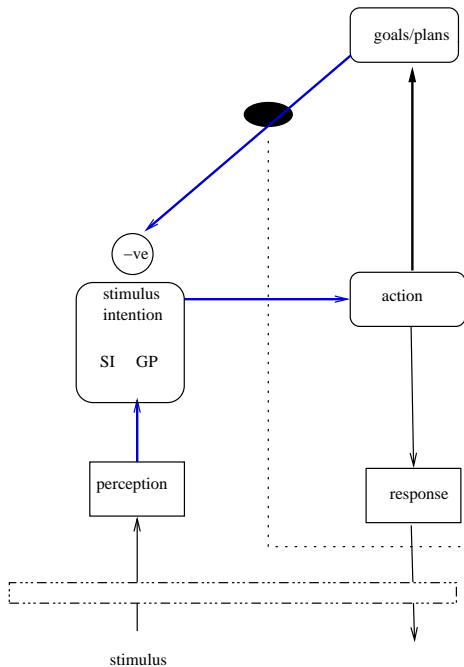 goals/plans
−ve
stimulus
intention
action
SI GP
perception
response
stimulus